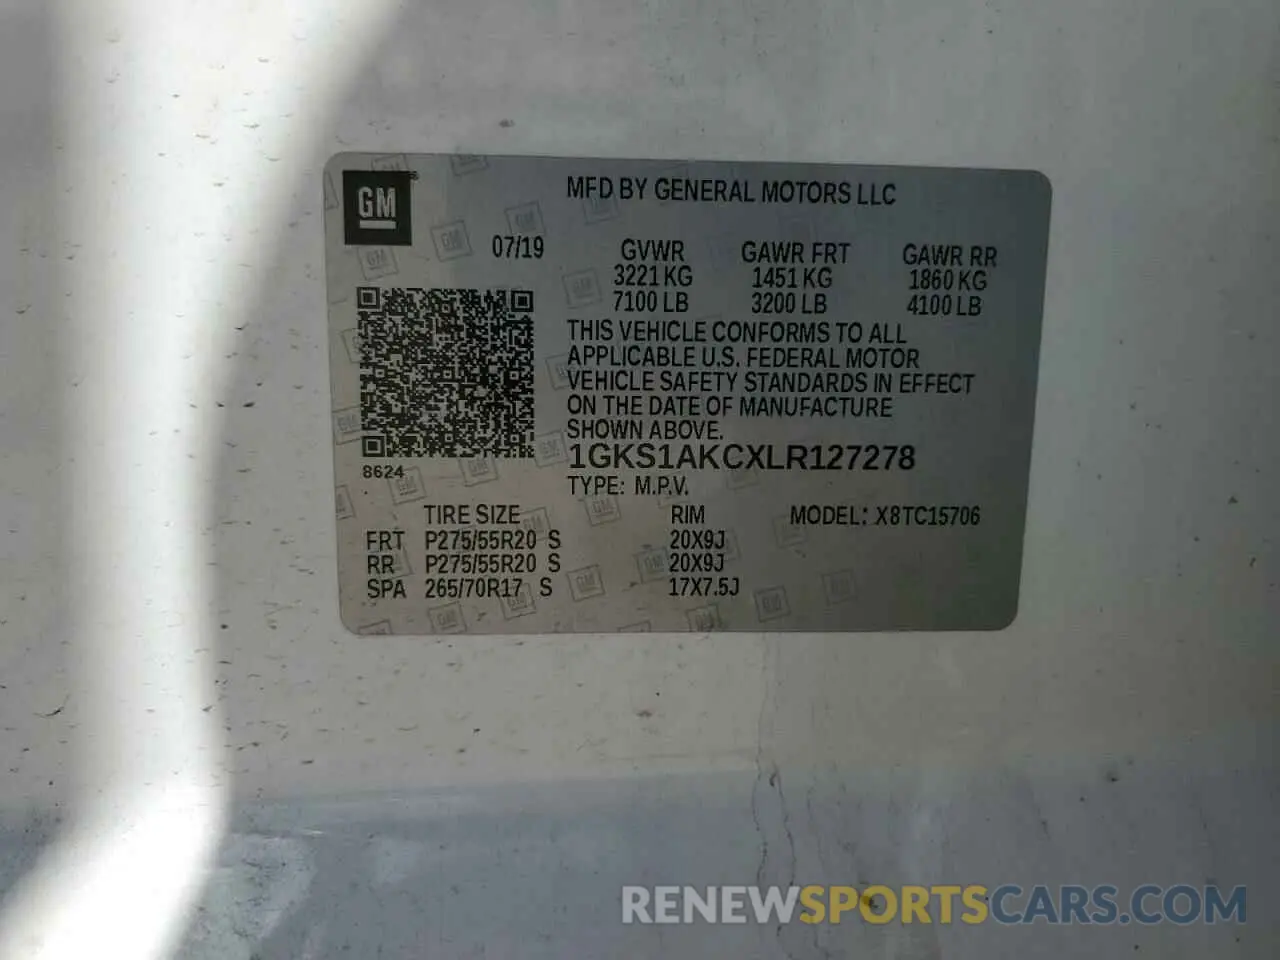 GM
MFD BY GENERAL MOTORS LLC
07/19 GVWR GAWR FRT GAWR RR
3221 KG 1451 KG 1860 KG
7100 LB 3200 LB 4100 LB
THIS VEHICLE CONFORMS TO ALL
APPLICABLE U.S. FEDERAL MOTOR
VEHICLE SAFETY STANDARDS IN EFFECT
ON THE DATE OF MANUFACTURE
SHOWN ABOVE.
1GKS1AKCXLR127278
8624
TYPE: M.P.V.
TIRE SIZE RIM MODEL: X8TC15706
FRT P275/55R20 S 20X9J
RR P275/55R20 S 20X9J
SPA 265/70R17 S 17X7.5J
RENEWSPORTSCARS.COM